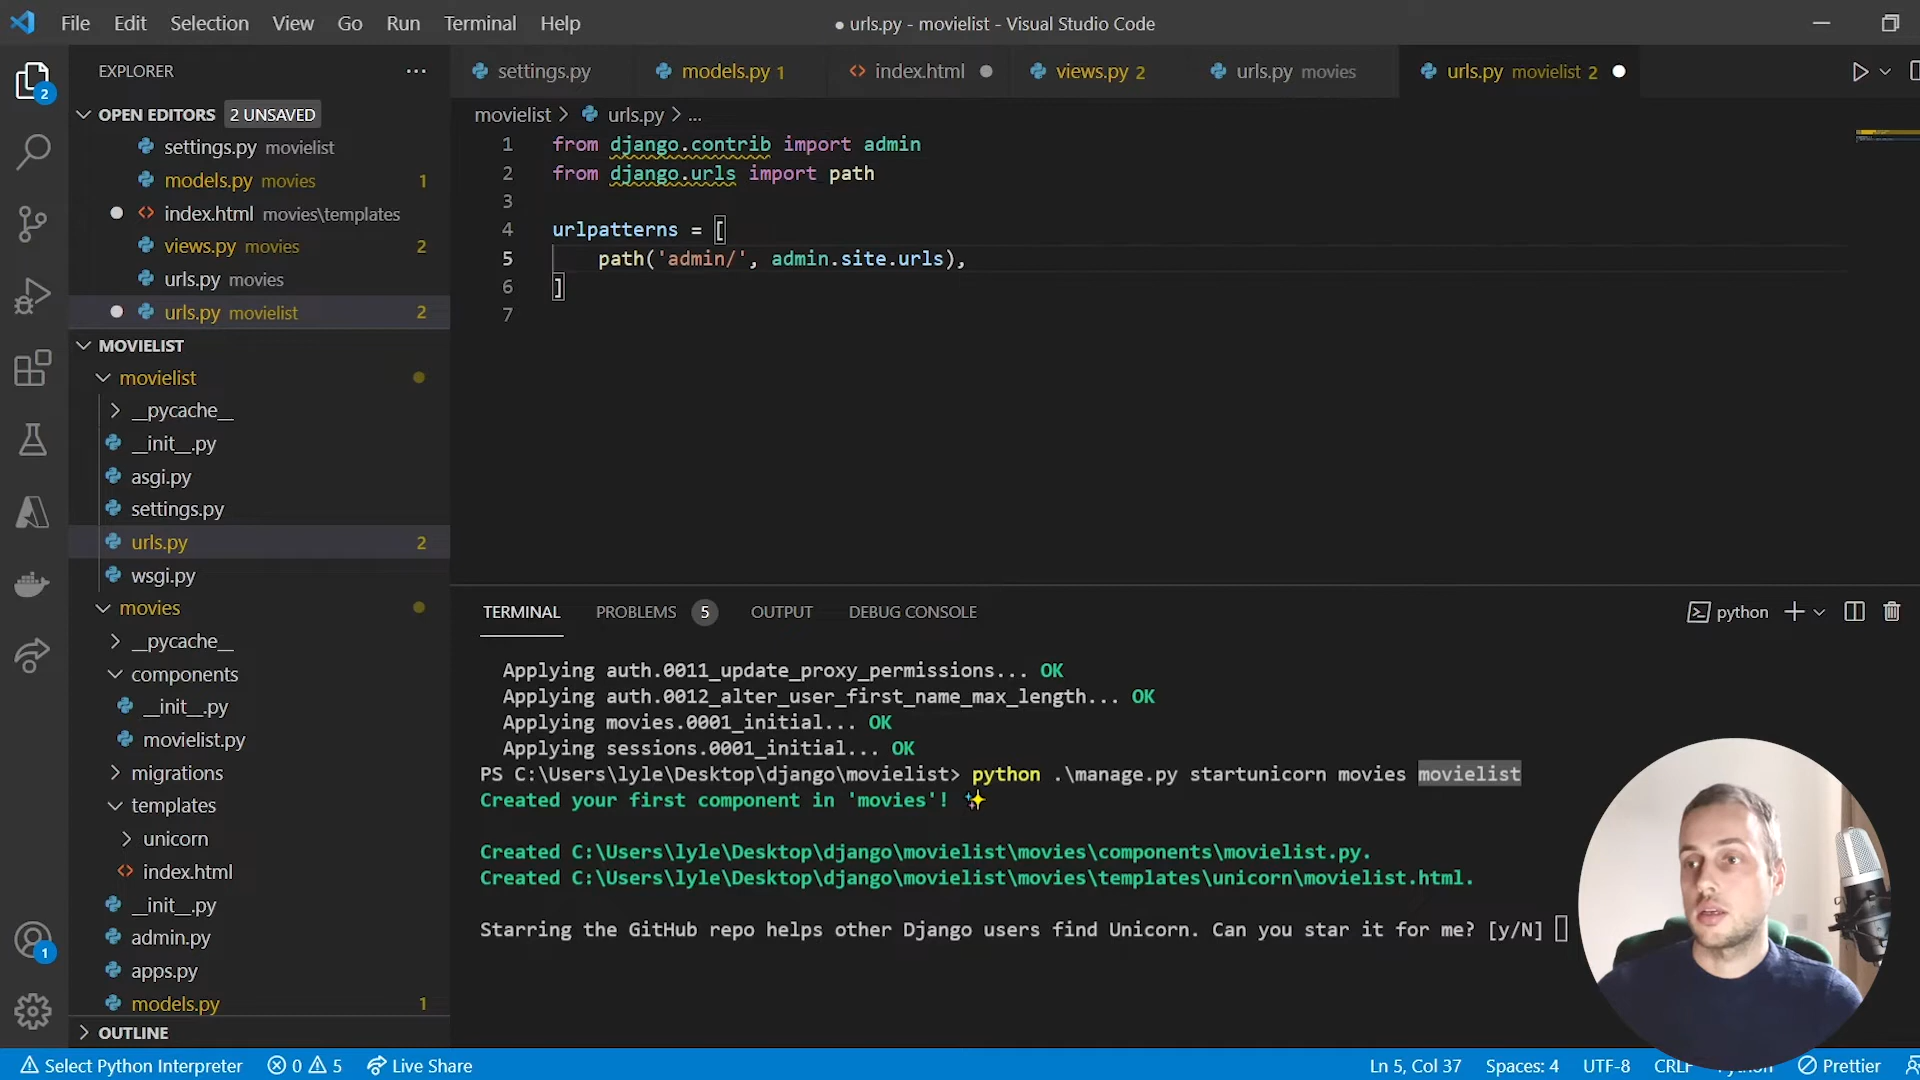 File Edit Selection View Go Run Terminal Help
● urls.py - movielist - Visual Studio Code
EXPLORER
settings.py
models.py 1
index.html
views.py 2
urls.py movies
urls.py movielist 2
OPEN EDITORS 2 UNSAVED
settings.py movielist
models.py movies 1
index.html movies\templates
views.py movies 2
urls.py movies
urls.py movielist 2
MOVIELIST
movielist
__pycache__
__init__.py
asgi.py
settings.py
urls.py 2
wsgi.py
movies
__pycache__
components
__init__.py
movielist.py
migrations
templates
unicorn
index.html
__init__.py
admin.py
apps.py
models.py 1
OUTLINE
2
1
movielist > urls.py > ...
1 from django.contrib import admin
2 from django.urls import path
3
4 urlpatterns = [
5 path('admin/', admin.site.urls),
6 ]
7
TERMINAL PROBLEMS 5 OUTPUT DEBUG CONSOLE
python
Applying auth.0011_update_proxy_permissions... OK
Applying auth.0012_alter_user_first_name_max_length... OK
Applying movies.0001_initial... OK
Applying sessions.0001_initial... OK
PS C:\Users\lyle\Desktop\django\movielist> python .\manage.py startunicorn movies movielist
Created your first component in 'movies'! ✨
Created C:\Users\lyle\Desktop\django\movielist\movies\components\movielist.py.
Created C:\Users\lyle\Desktop\django\movielist\movies\templates\unicorn\movielist.html.
Starring the GitHub repo helps other Django users find Unicorn. Can you star it for me? [y/N]
Select Python Interpreter 0 5 Live Share
Ln 5, Col 37 Spaces: 4 UTF-8 CRLF Python Prettier